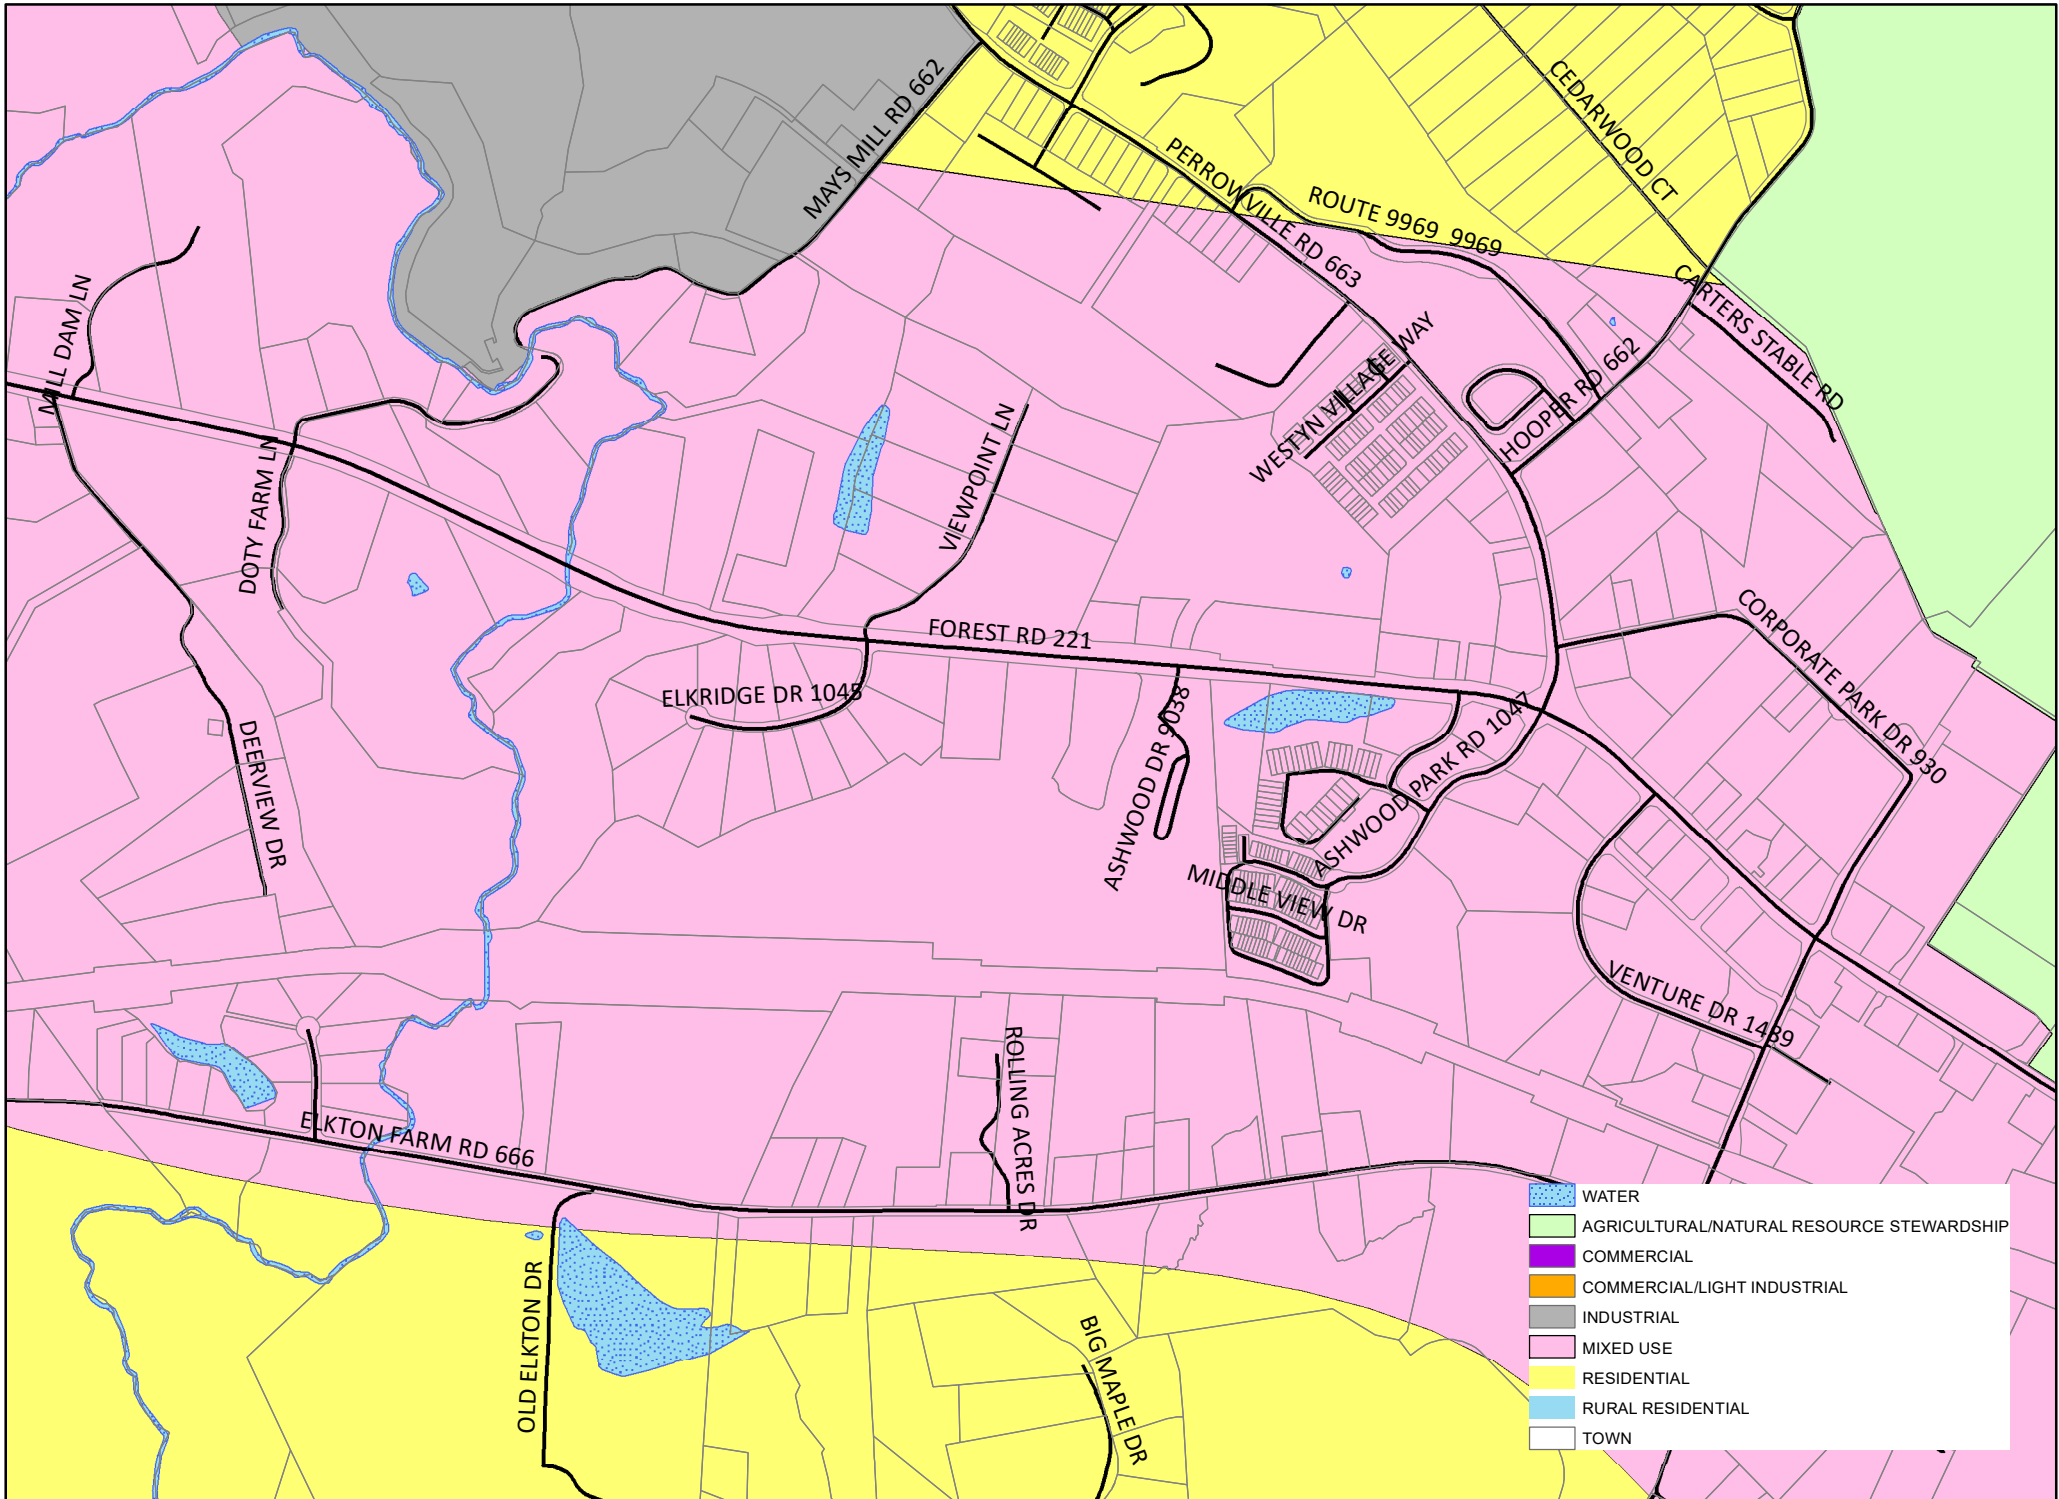 MAYS MILL RD 662
CEDARWOOD CT
PERROWVILLE RD 663
ROUTE 9969 9969
CARTERS STABLE RD
MILL DAM LN
WESTYN VILLAGE WAY
HOOPER RD 662
DOTY FARM LN
VIEWPOINT LN
FOREST RD 221
CORPORATE PARK DR 930
ELKRIDGE DR 1045
ASHWOOD DR 9038
ASHWOOD PARK RD 1047
DEERVIEW DR
MIDDLE VIEW DR
VENTURE DR 1439
ROLLING ACRES DR
ELKTON FARM RD 666
OLD ELKTON DR
BIG MAPLE DR
WATER
AGRICULTURAL/NATURAL RESOURCE STEWARDSHIP
COMMERCIAL
COMMERCIAL/LIGHT INDUSTRIAL
INDUSTRIAL
MIXED USE
RESIDENTIAL
RURAL RESIDENTIAL
TOWN